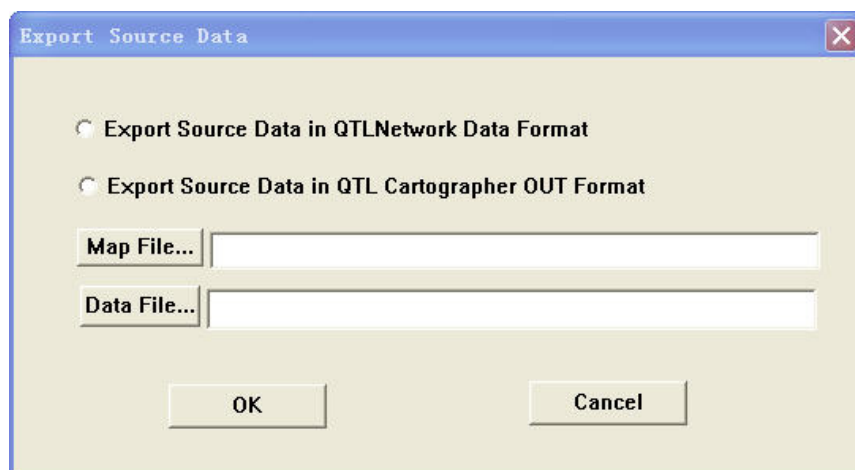 Export Source Data
Export Source Data in QTLNetwork Data Format
Export Source Data in QTL Cartographer OUT Format
Map File...
Data File...
OK
Cancel